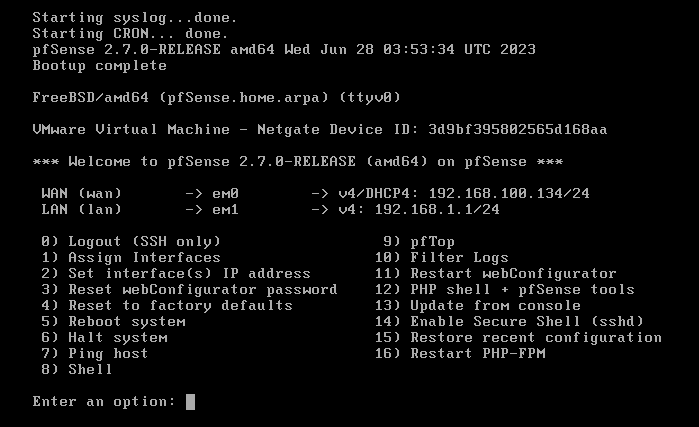 Starting syslog...done.
Starting CRON... done.
pfSense 2.7.0-RELEASE amd64 Wed Jun 28 03:53:34 UTC 2023
Bootup complete
FreeBSD/amd64 (pfSense.home.arpa) (ttyv0)
VMware Virtual Machine - Netgate Device ID: 3d9bf395802565d168aa
*** Welcome to pfSense 2.7.0-RELEASE (amd64) on pfSense ***
WAN (wan)       -> em0        -> v4/DHCP4: 192.168.100.134/24
LAN (lan)       -> em1        -> v4: 192.168.1.1/24
0) Logout (SSH only)                  9) pfTop
1) Assign Interfaces                 10) Filter Logs
2) Set interface(s) IP address       11) Restart webConfigurator
3) Reset webConfigurator password    12) PHP shell + pfSense tools
4) Reset to factory defaults         13) Update from console
5) Reboot system                     14) Enable Secure Shell (sshd)
6) Halt system                       15) Restore recent configuration
7) Ping host                         16) Restart PHP-FPM
8) Shell
Enter an option: